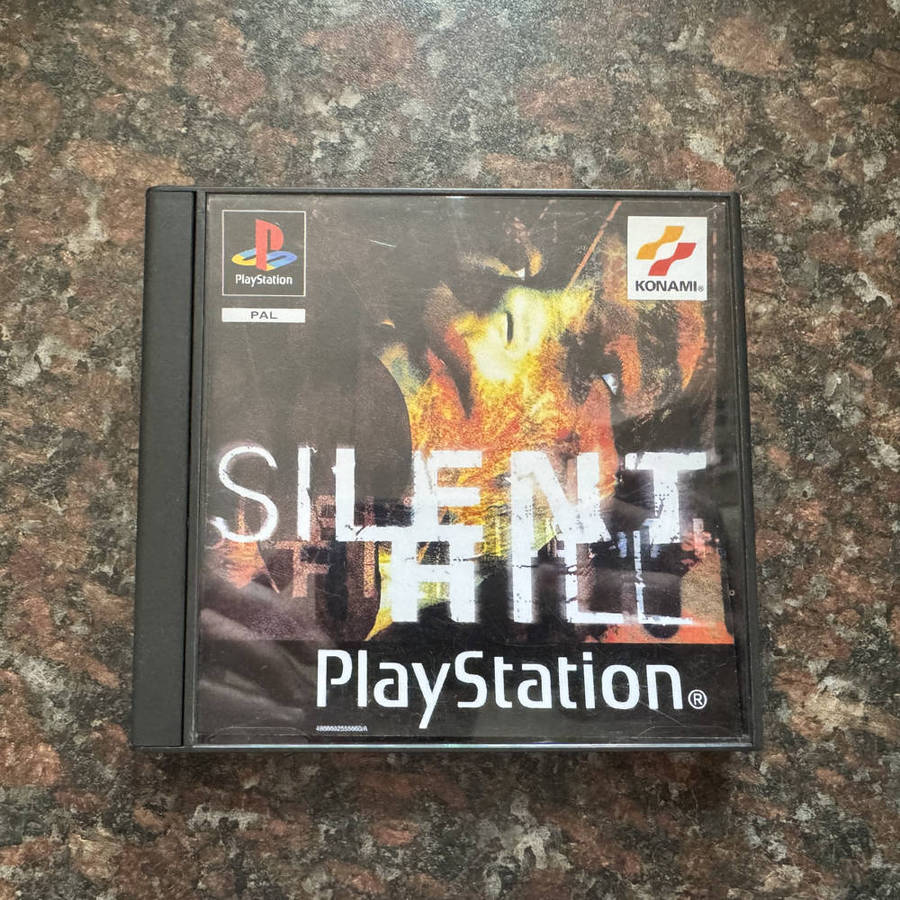 PlayStation
KONAMI®
PAL
SILENT
HILL
PlayStation®